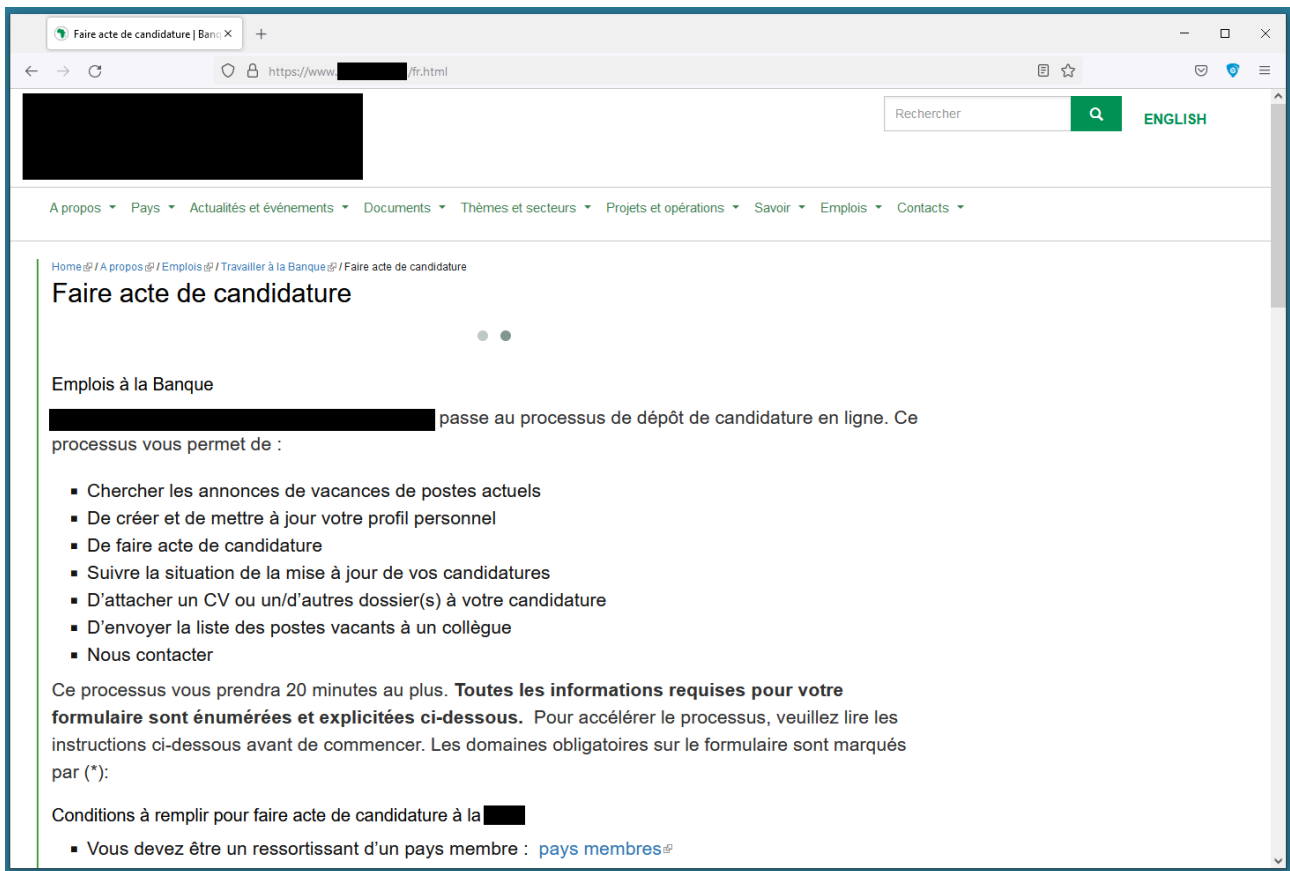 Faire acte de candidature | Banq
https://www. /fr.html
Rechercher
ENGLISH
A propos Pays Actualités et événements Documents Thèmes et secteurs Projets et opérations Savoir Emplois Contacts
Home / A propos / Emplois / Travailler à la Banque / Faire acte de candidature
Faire acte de candidature
Emplois à la Banque
passe au processus de dépôt de candidature en ligne. Ce
processus vous permet de :
Chercher les annonces de vacances de postes actuels
De créer et de mettre à jour votre profil personnel
De faire acte de candidature
Suivre la situation de la mise à jour de vos candidatures
D’attacher un CV ou un/d’autres dossier(s) à votre candidature
D’envoyer la liste des postes vacants à un collègue
Nous contacter
Ce processus vous prendra 20 minutes au plus. Toutes les informations requises pour votre
formulaire sont énumérées et explicitées ci-dessous. Pour accélérer le processus, veuillez lire les
instructions ci-dessous avant de commencer. Les domaines obligatoires sur le formulaire sont marqués
par (*):
Conditions à remplir pour faire acte de candidature à la
Vous devez être un ressortissant d’un pays membre : pays membres